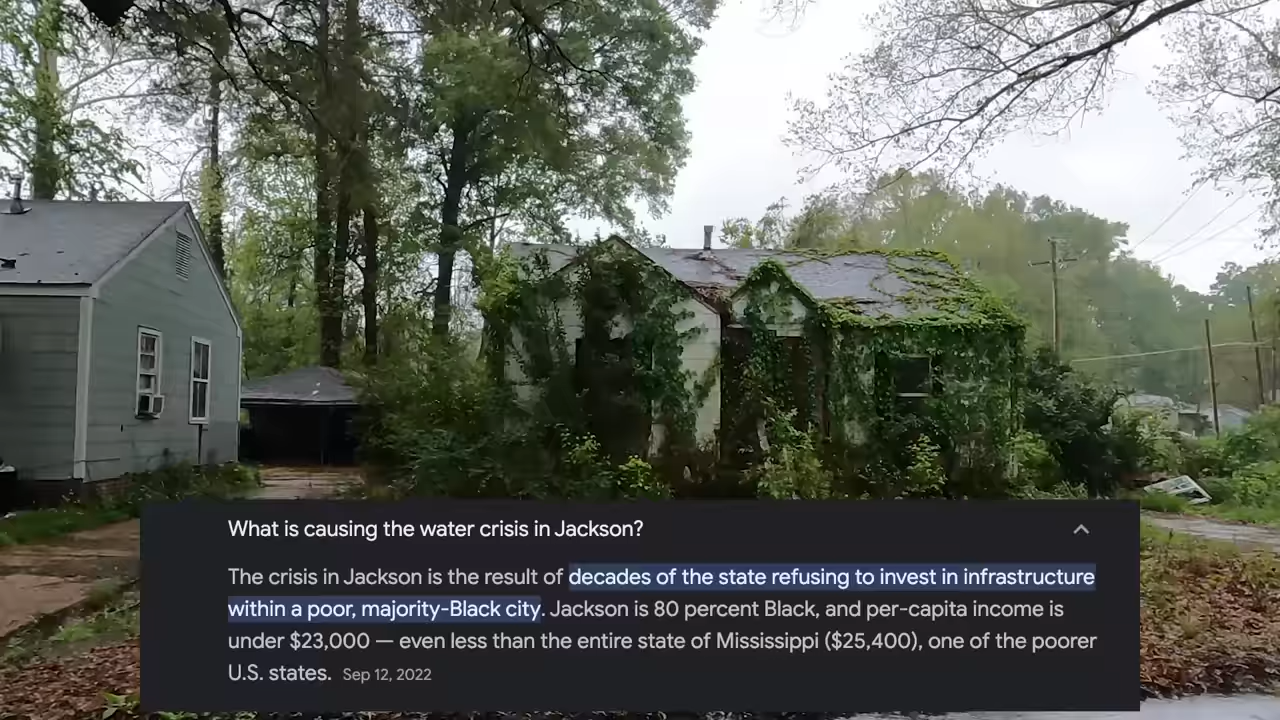 What is causing the water crisis in Jackson?
The crisis in Jackson is the result of decades of the state refusing to invest in infrastructure
within a poor, majority-Black city. Jackson is 80 percent Black, and per-capita income is
under $23,000 — even less than the entire state of Mississippi ($25,400), one of the poorer
U.S. states. Sep 12, 2022